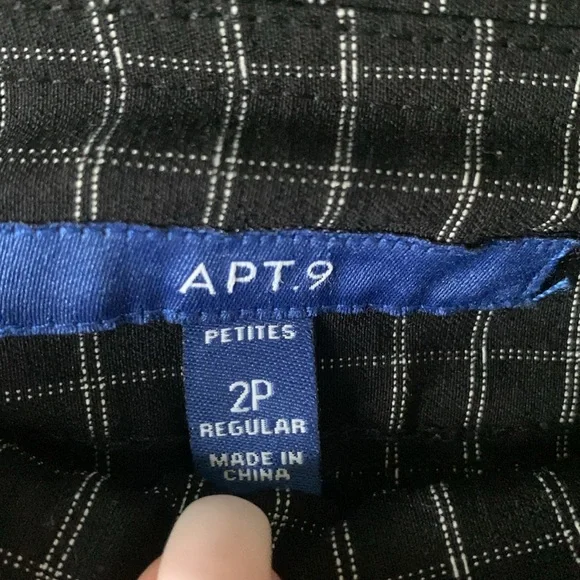 APT.9
PETITES
2P
REGULAR
MADE IN
CHINA